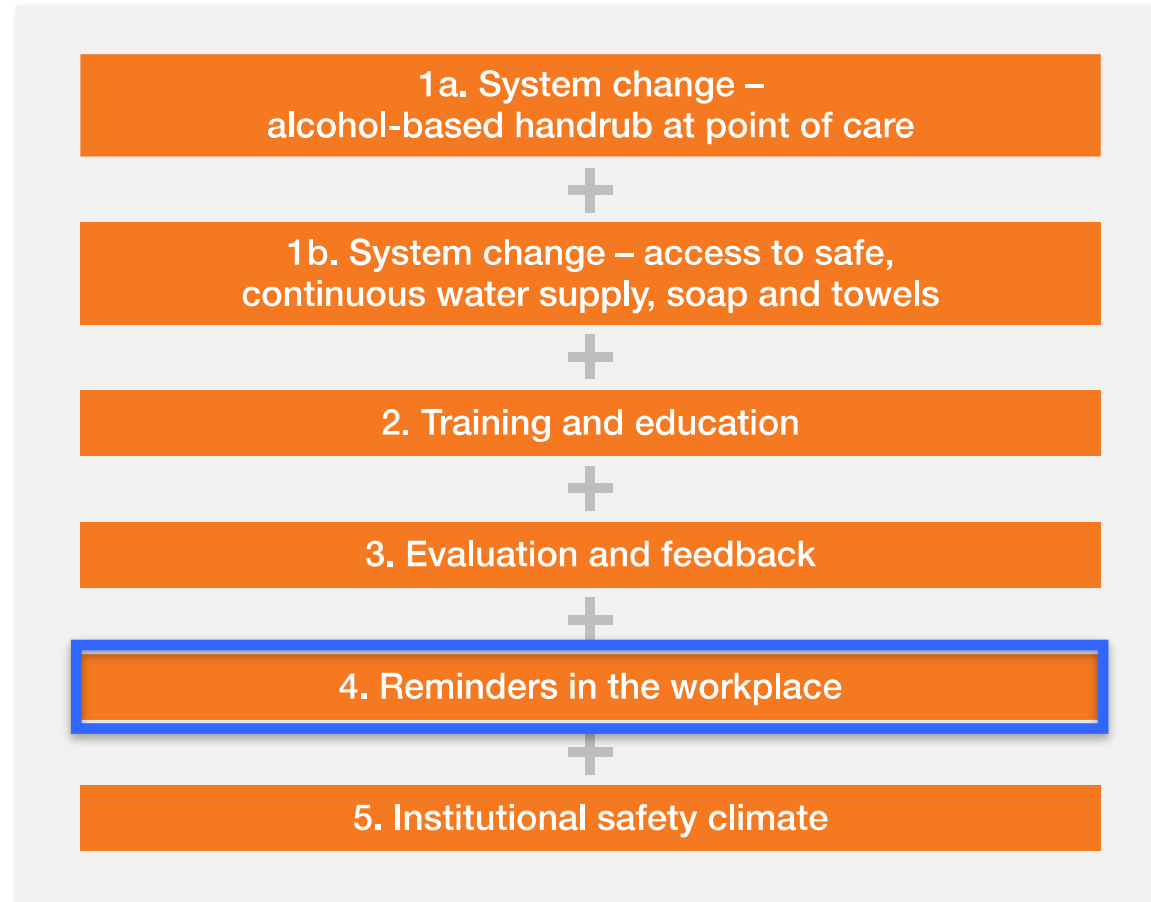 1a. System change –
alcohol-based handrub at point of care
+
1b. System change – access to safe,
continuous water supply, soap and towels
+
2. Training and education
+
3. Evaluation and feedback
+
4. Reminders in the workplace
+
5. Institutional safety climate